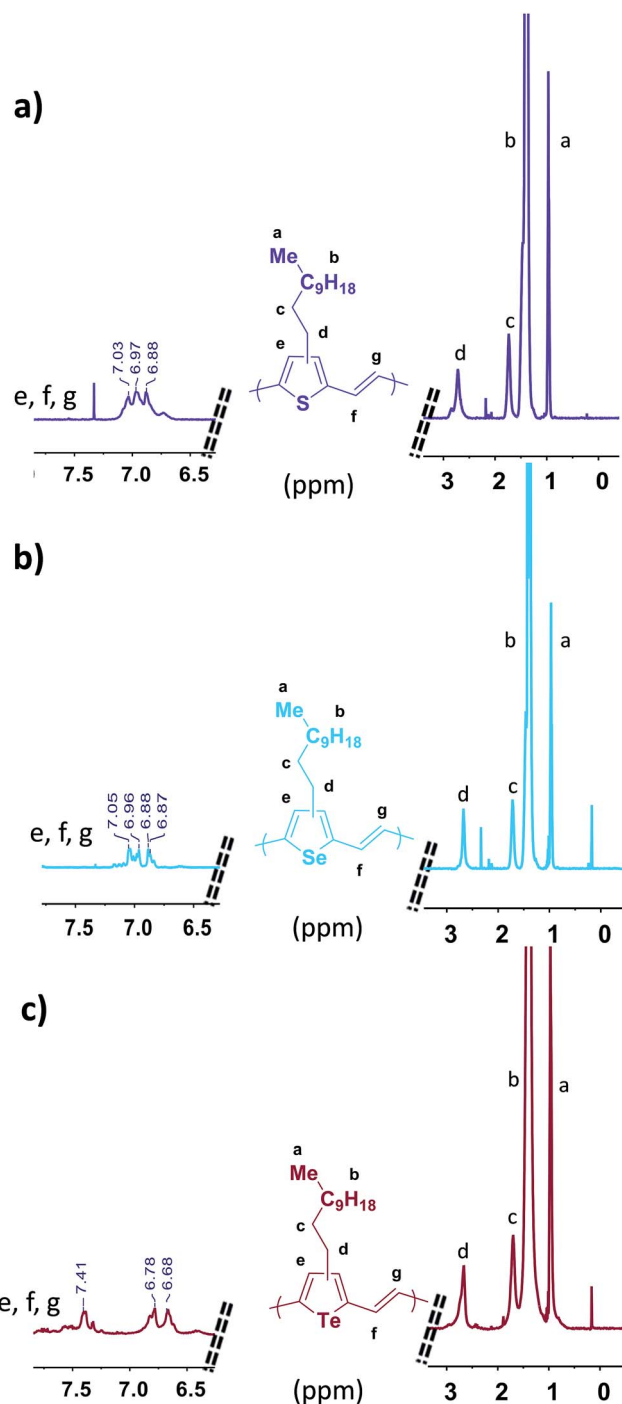 a)
b
a
a
Me
b
C₉H₁₈
c
d
e
g
S
f
c
d
7.03
6.97
6.88
e, f, g
7.5 7.0 6.5
(ppm)
3 2 1 0
b)
b
a
a
Me
b
C₉H₁₈
c
d
e
g
Se
f
d
c
7.05
6.96
6.88
6.87
e, f, g
7.5 7.0 6.5
(ppm)
3 2 1 0
c)
b
a
a
Me
b
C₉H₁₈
c
d
e
g
Te
f
c
d
7.41
6.78
6.68
e, f, g
7.5 7.0 6.5
(ppm)
3 2 1 0